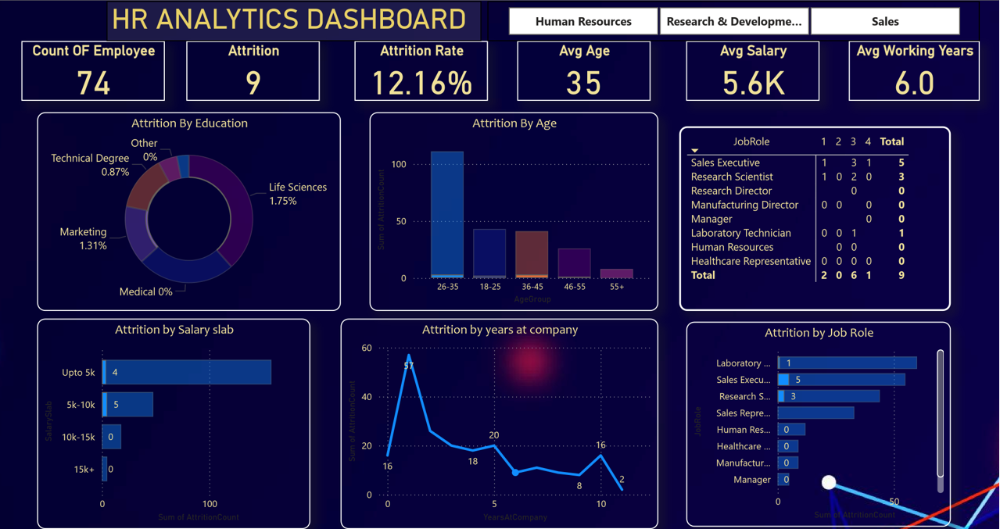 HR ANALYTICS DASHBOARD
Human Resources
Research & Developme...
Sales
Count OF Employee
74
Attrition
9
Attrition Rate
12.16%
Avg Age
35
Avg Salary
5.6K
Avg Working Years
6.0
Attrition By Education
Other
0%
Technical Degree
0.87%
Life Sciences
1.75%
Marketing
1.31%
Medical 0%
Attrition By Age
Sum of AttritionCount
100
50
0
26-35 18-25 36-45 46-55 55+
AgeGroup
JobRole 1 2 3 4 Total
Sales Executive 1 3 1 5
Research Scientist 1 0 2 0 3
Research Director 0 0
Manufacturing Director 0 0 0 0
Manager 0 0
Laboratory Technician 0 0 1 1
Human Resources 0 0 0
Healthcare Representative 0 0 0 0 0
Total 2 0 6 1 9
Attrition by Salary slab
SalarySlab
Upto 5k 4
5k-10k 5
10k-15k 0
15k+ 0
0 100
Sum of AttritionCount
Attrition by years at company
Sum of AttritionCount
60
40
20
0
16
57
18
20
8
16
2
0 5 10
YearsAtCompany
Attrition by Job Role
JobRole
Laboratory ... 1
Sales Execu... 5
Research S... 3
Sales Repre...
Human Res... 0
Healthcare ... 0
Manufactur... 0
Manager 0
0 50
Sum of AttritionCount